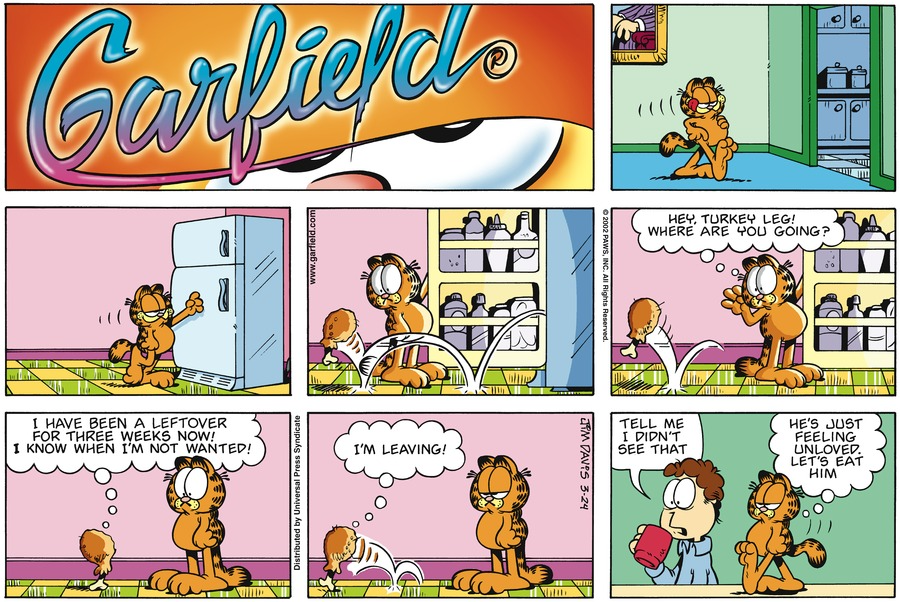 Garfield
www.garfield.com
© 2002 PAWS, INC. All Rights Reserved.
HEY, TURKEY LEG!
WHERE ARE YOU GOING?
I HAVE BEEN A LEFTOVER
FOR THREE WEEKS NOW!
I KNOW WHEN I'M NOT WANTED!
Distributed by Universal Press Syndicate
I'M LEAVING!
JIM DAVIS 3-24
TELL ME
I DIDN'T
SEE THAT
HE'S JUST
FEELING
UNLOVED.
LET'S EAT
HIM